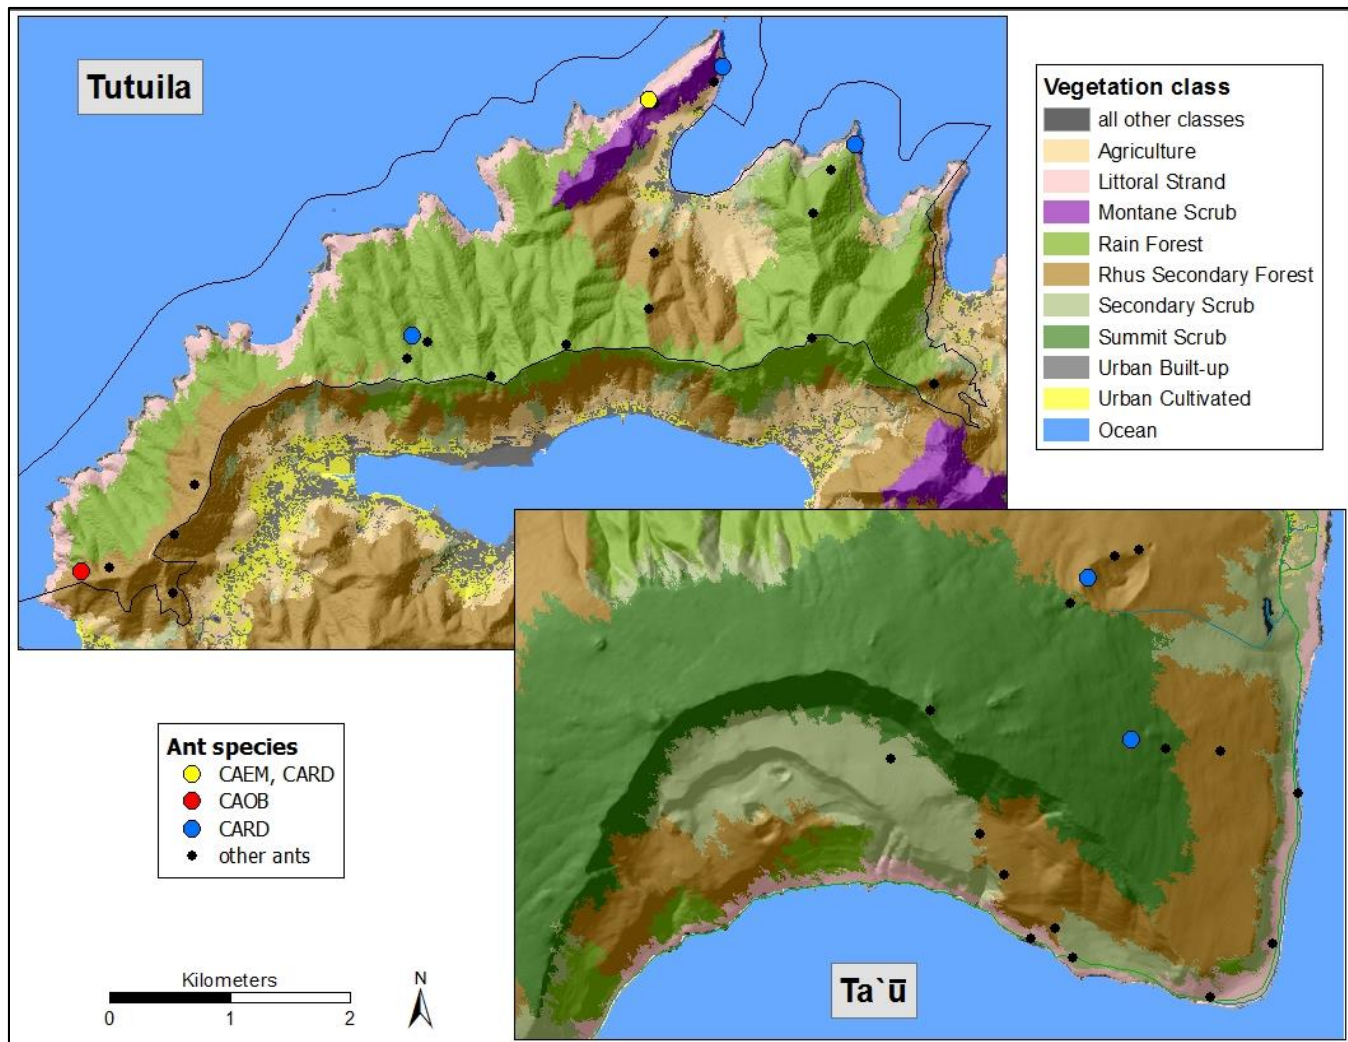 Tutuila
Vegetation class
all other classes
Agriculture
Littoral Strand
Montane Scrub
Rain Forest
Rhus Secondary Forest
Secondary Scrub
Summit Scrub
Urban Built-up
Urban Cultivated
Ocean
Ant species
CAEM, CARD
CAOB
CARD
other ants
Kilometers
0 1 2
N
Ta`ū